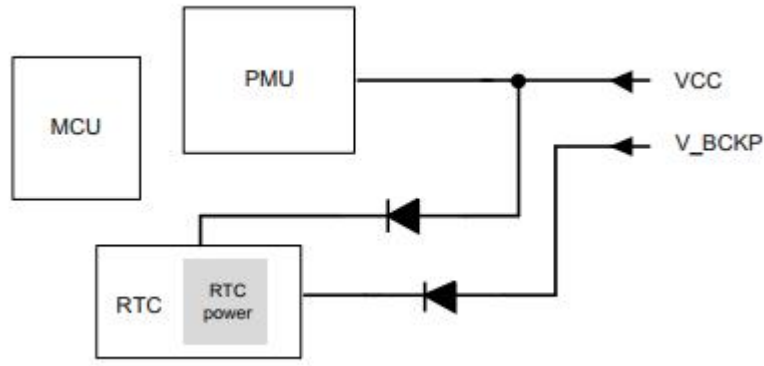 PMU
VCC
MCU
V_BCKP
RTC
RTC
power